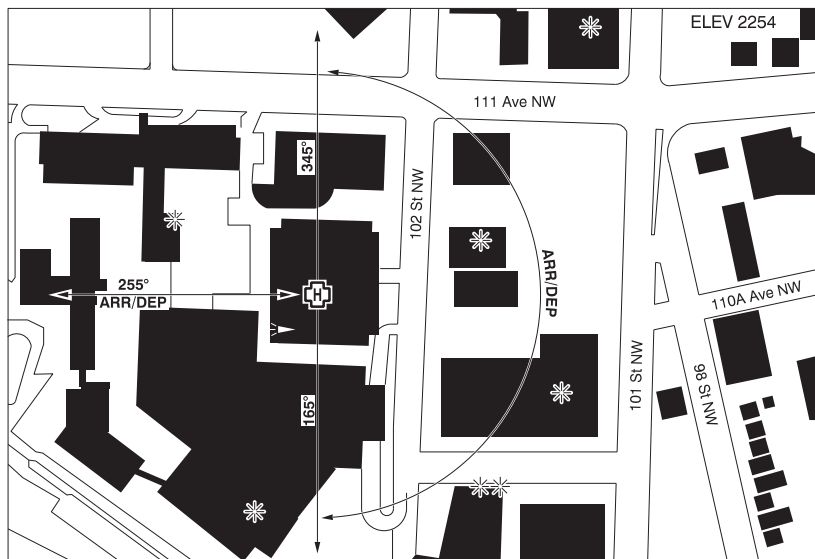 ELEV 2254
111 Ave NW
345°
102 St NW
255°
ARR/DEP
H
ARR/DEP
110A Ave NW
165°
101 St NW
98 St NW